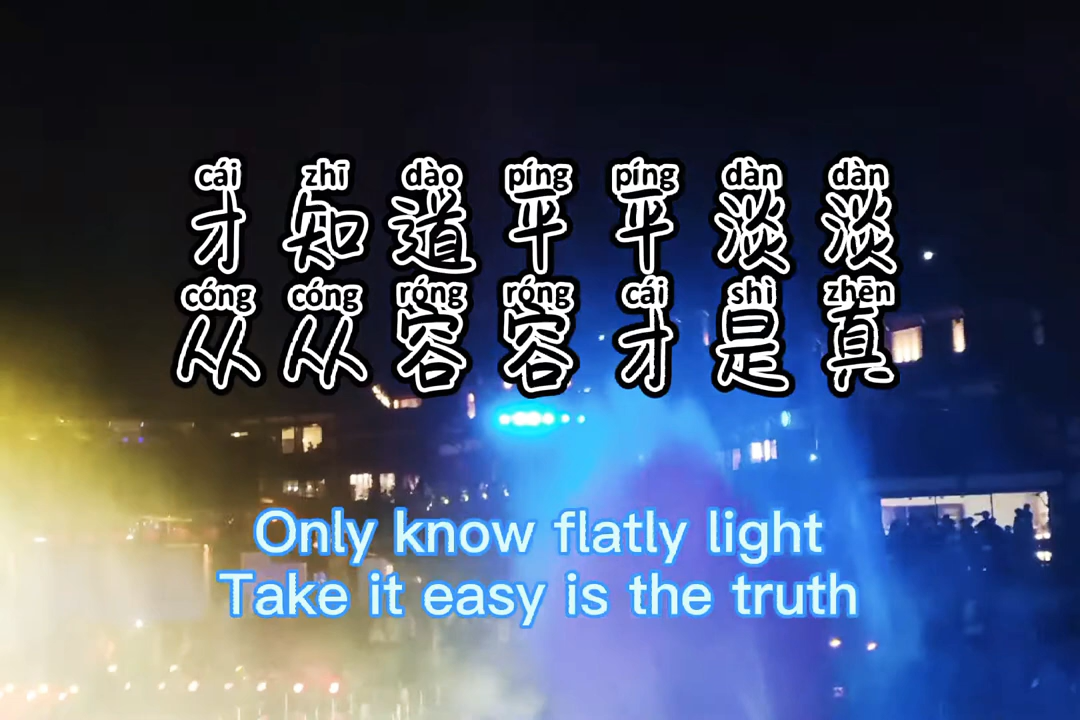 cái zhī dào píng píng dàn dàn
才知道平平淡淡
cóng cóng róng róng cái shì zhēn
从从容容才是真
Only know flatly light
Take it easy is the truth